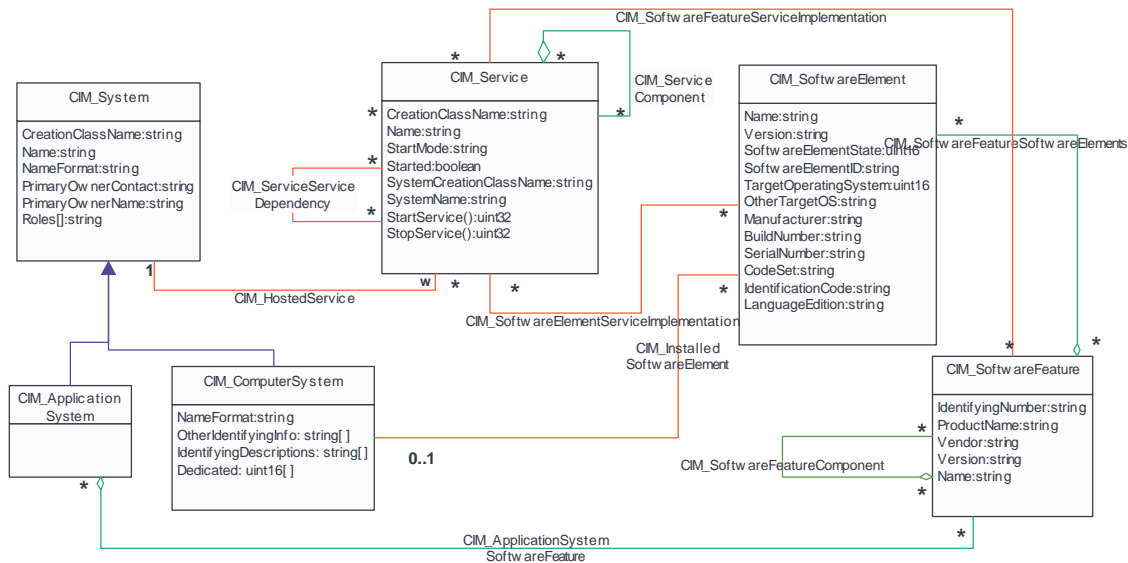 CIM_SoftwareFeatureServiceImplementation
*
*
*
CIM_Service
CIM_Service
Component
*
*
CreationClassName:string
Name:string
StartMode:string
Started:boolean
SystemCreationClassName:string
SystemName:string
StartService():uint32
StopService():uint32
*
CIM_ServiceService
Dependency
*
CIM_System
CreationClassName:string
Name:string
NameFormat:string
PrimaryOwnerContact:string
PrimaryOwnerName:string
Roles[]:string
1
CIM_HostedService
w
*
*
CIM_SoftwareElementServiceImplementation
CIM_SoftwareElement
Name:string
Version:string
SoftwareElementState:uint16
SoftwareElementID:string
TargetOperatingSystem:uint16
OtherTargetOS:string
Manufacturer:string
BuildNumber:string
SerialNumber:string
CodeSet:string
IdentificationCode:string
LanguageEdition:string
*
*
*
CIM_SoftwareFeatureSoftwareElements
CIM_Installed
SoftwareElement
0..1
CIM_Application
System
*
CIM_ComputerSystem
NameFormat:string
OtherIdentifyingInfo: string[ ]
IdentifyingDescriptions: string[ ]
Dedicated: uint16[ ]
*
*
CIM_SoftwareFeature
IdentifyingNumber:string
ProductName:string
Vendor:string
Version:string
Name:string
*
CIM_SoftwareFeatureComponent
*
*
CIM_ApplicationSystem
SoftwareFeature